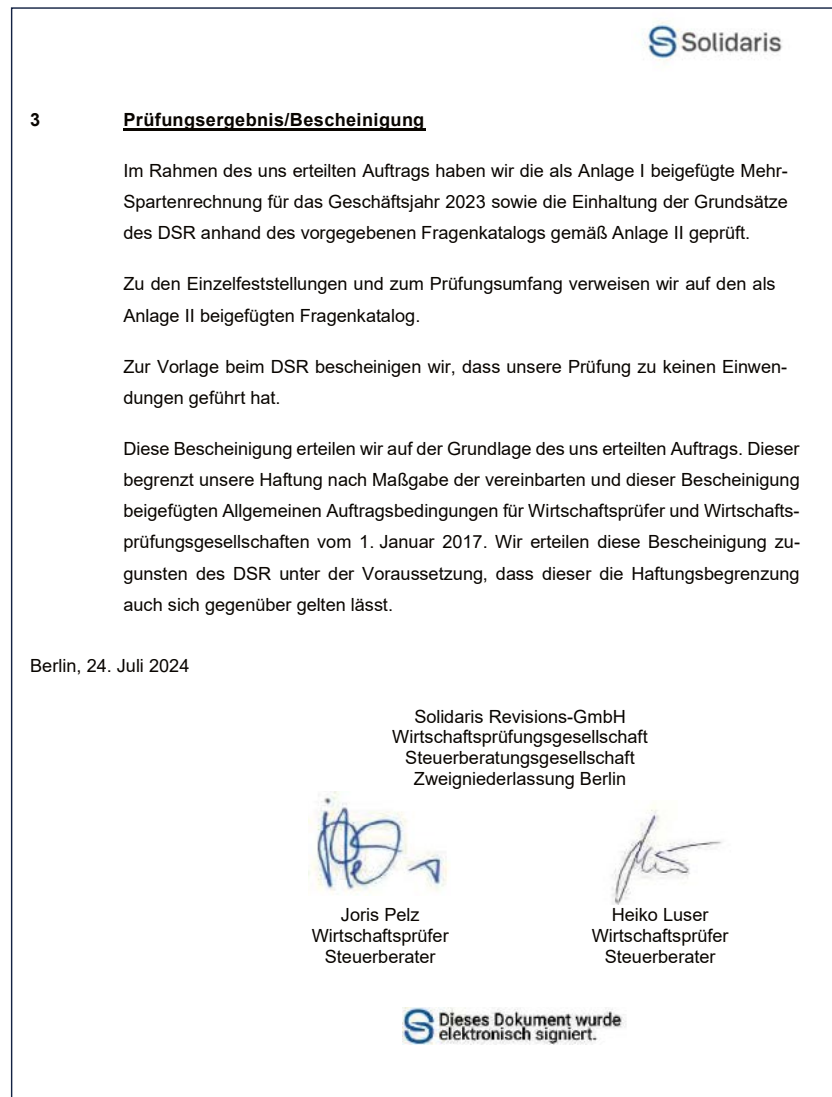 Solidaris
3 Prüfungsergebnis/Bescheinigung
Im Rahmen des uns erteilten Auftrags haben wir die als Anlage I beigefügte Mehr-
Spartenrechnung für das Geschäftsjahr 2023 sowie die Einhaltung der Grundsätze
des DSR anhand des vorgegebenen Fragenkatalogs gemäß Anlage II geprüft.
Zu den Einzelfeststellungen und zum Prüfungsumfang verweisen wir auf den als
Anlage II beigefügten Fragenkatalog.
Zur Vorlage beim DSR bescheinigen wir, dass unsere Prüfung zu keinen Einwen-
dungen geführt hat.
Diese Bescheinigung erteilen wir auf der Grundlage des uns erteilten Auftrags. Dieser
begrenzt unsere Haftung nach Maßgabe der vereinbarten und dieser Bescheinigung
beigefügten Allgemeinen Auftragsbedingungen für Wirtschaftsprüfer und Wirtschafts-
prüfungsgesellschaften vom 1. Januar 2017. Wir erteilen diese Bescheinigung zu-
gunsten des DSR unter der Voraussetzung, dass dieser die Haftungsbegrenzung
auch sich gegenüber gelten lässt.
Berlin, 24. Juli 2024
Solidaris Revisions-GmbH
Wirtschaftsprüfungsgesellschaft
Steuerberatungsgesellschaft
Zweigniederlassung Berlin
Joris Pelz
Wirtschaftsprüfer
Steuerberater
Heiko Luser
Wirtschaftsprüfer
Steuerberater
Dieses Dokument wurde
elektronisch signiert.